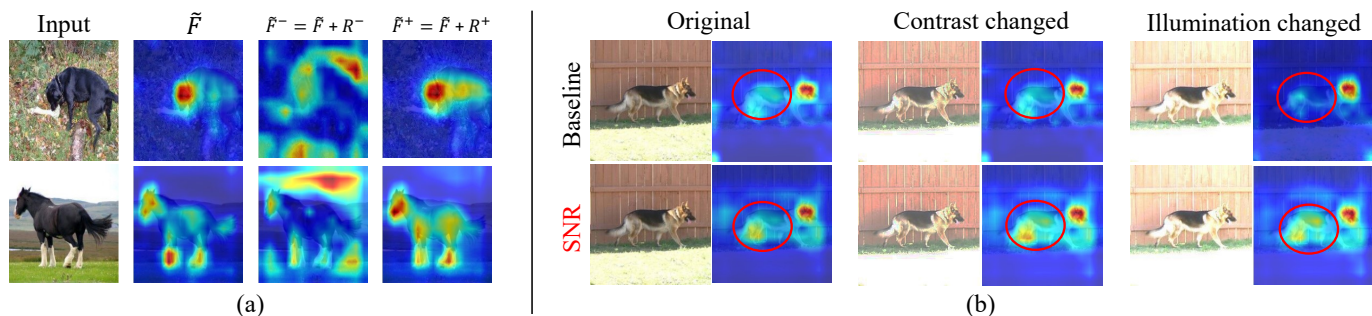 Input
F̃
F̃⁻ = F̃ + R⁻
F̃⁺ = F̃ + R⁺
(a)
Original
Contrast changed
Illumination changed
Baseline
SNR
(b)